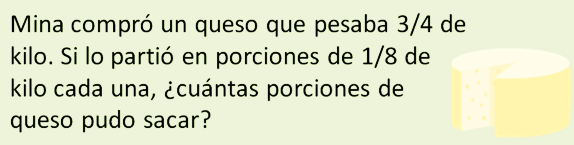 Mina compró un queso que pesaba 3/4 de
kilo. Si lo partió en porciones de 1/8 de
kilo cada una, ¿cuántas porciones de
queso pudo sacar?